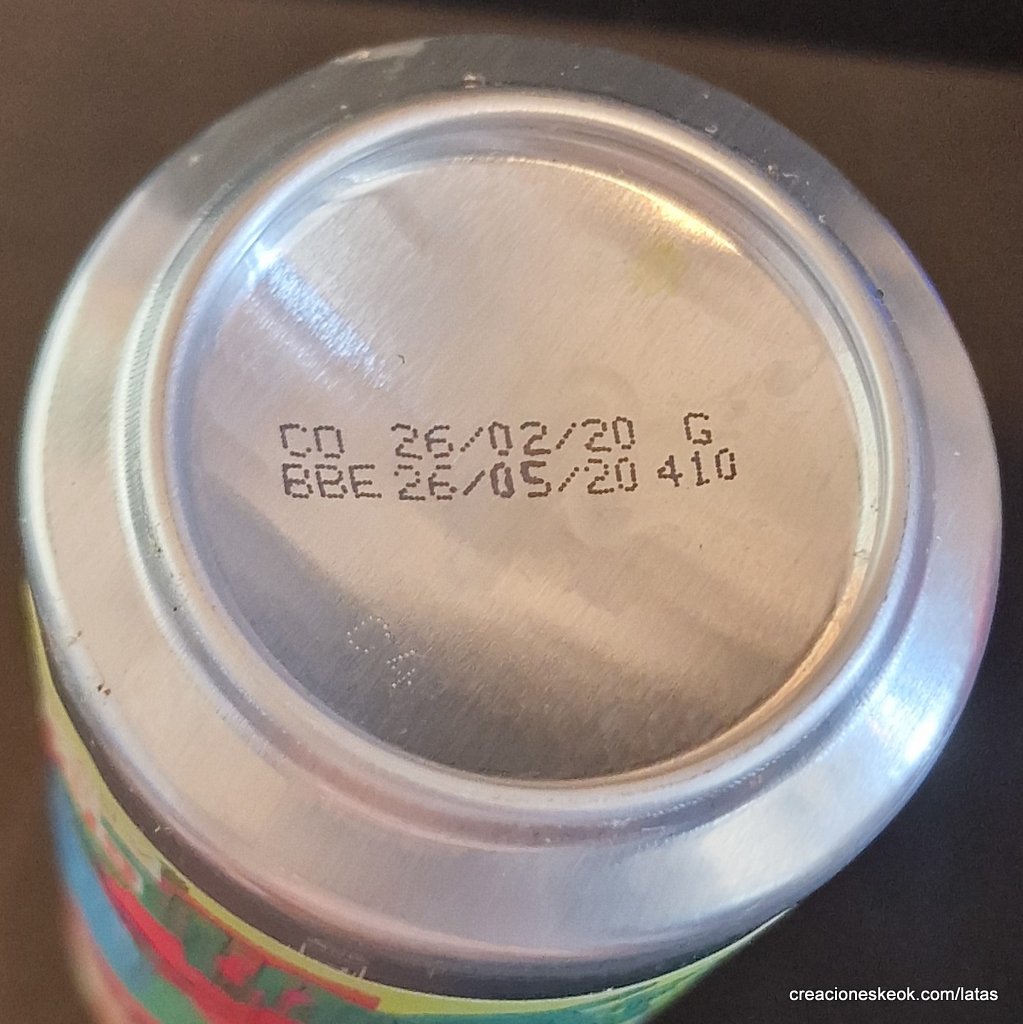 CO 26/02/20 G
BBE 26/05/20 410
creacioneskeok.com/latas